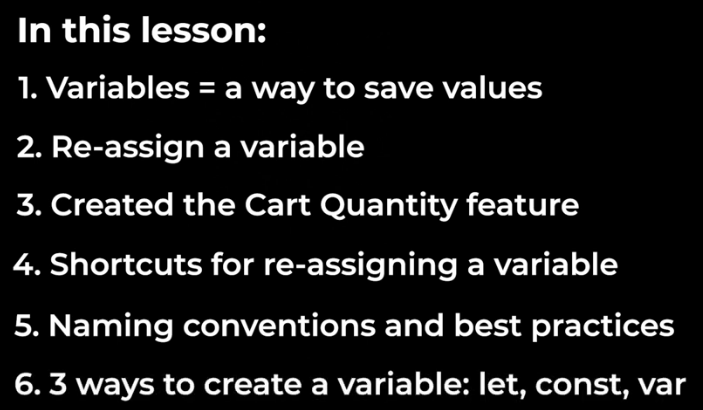 In this lesson:
1. Variables = a way to save values
2. Re-assign a variable
3. Created the Cart Quantity feature
4. Shortcuts for re-assigning a variable
5. Naming conventions and best practices
6. 3 ways to create a variable: let, const, var